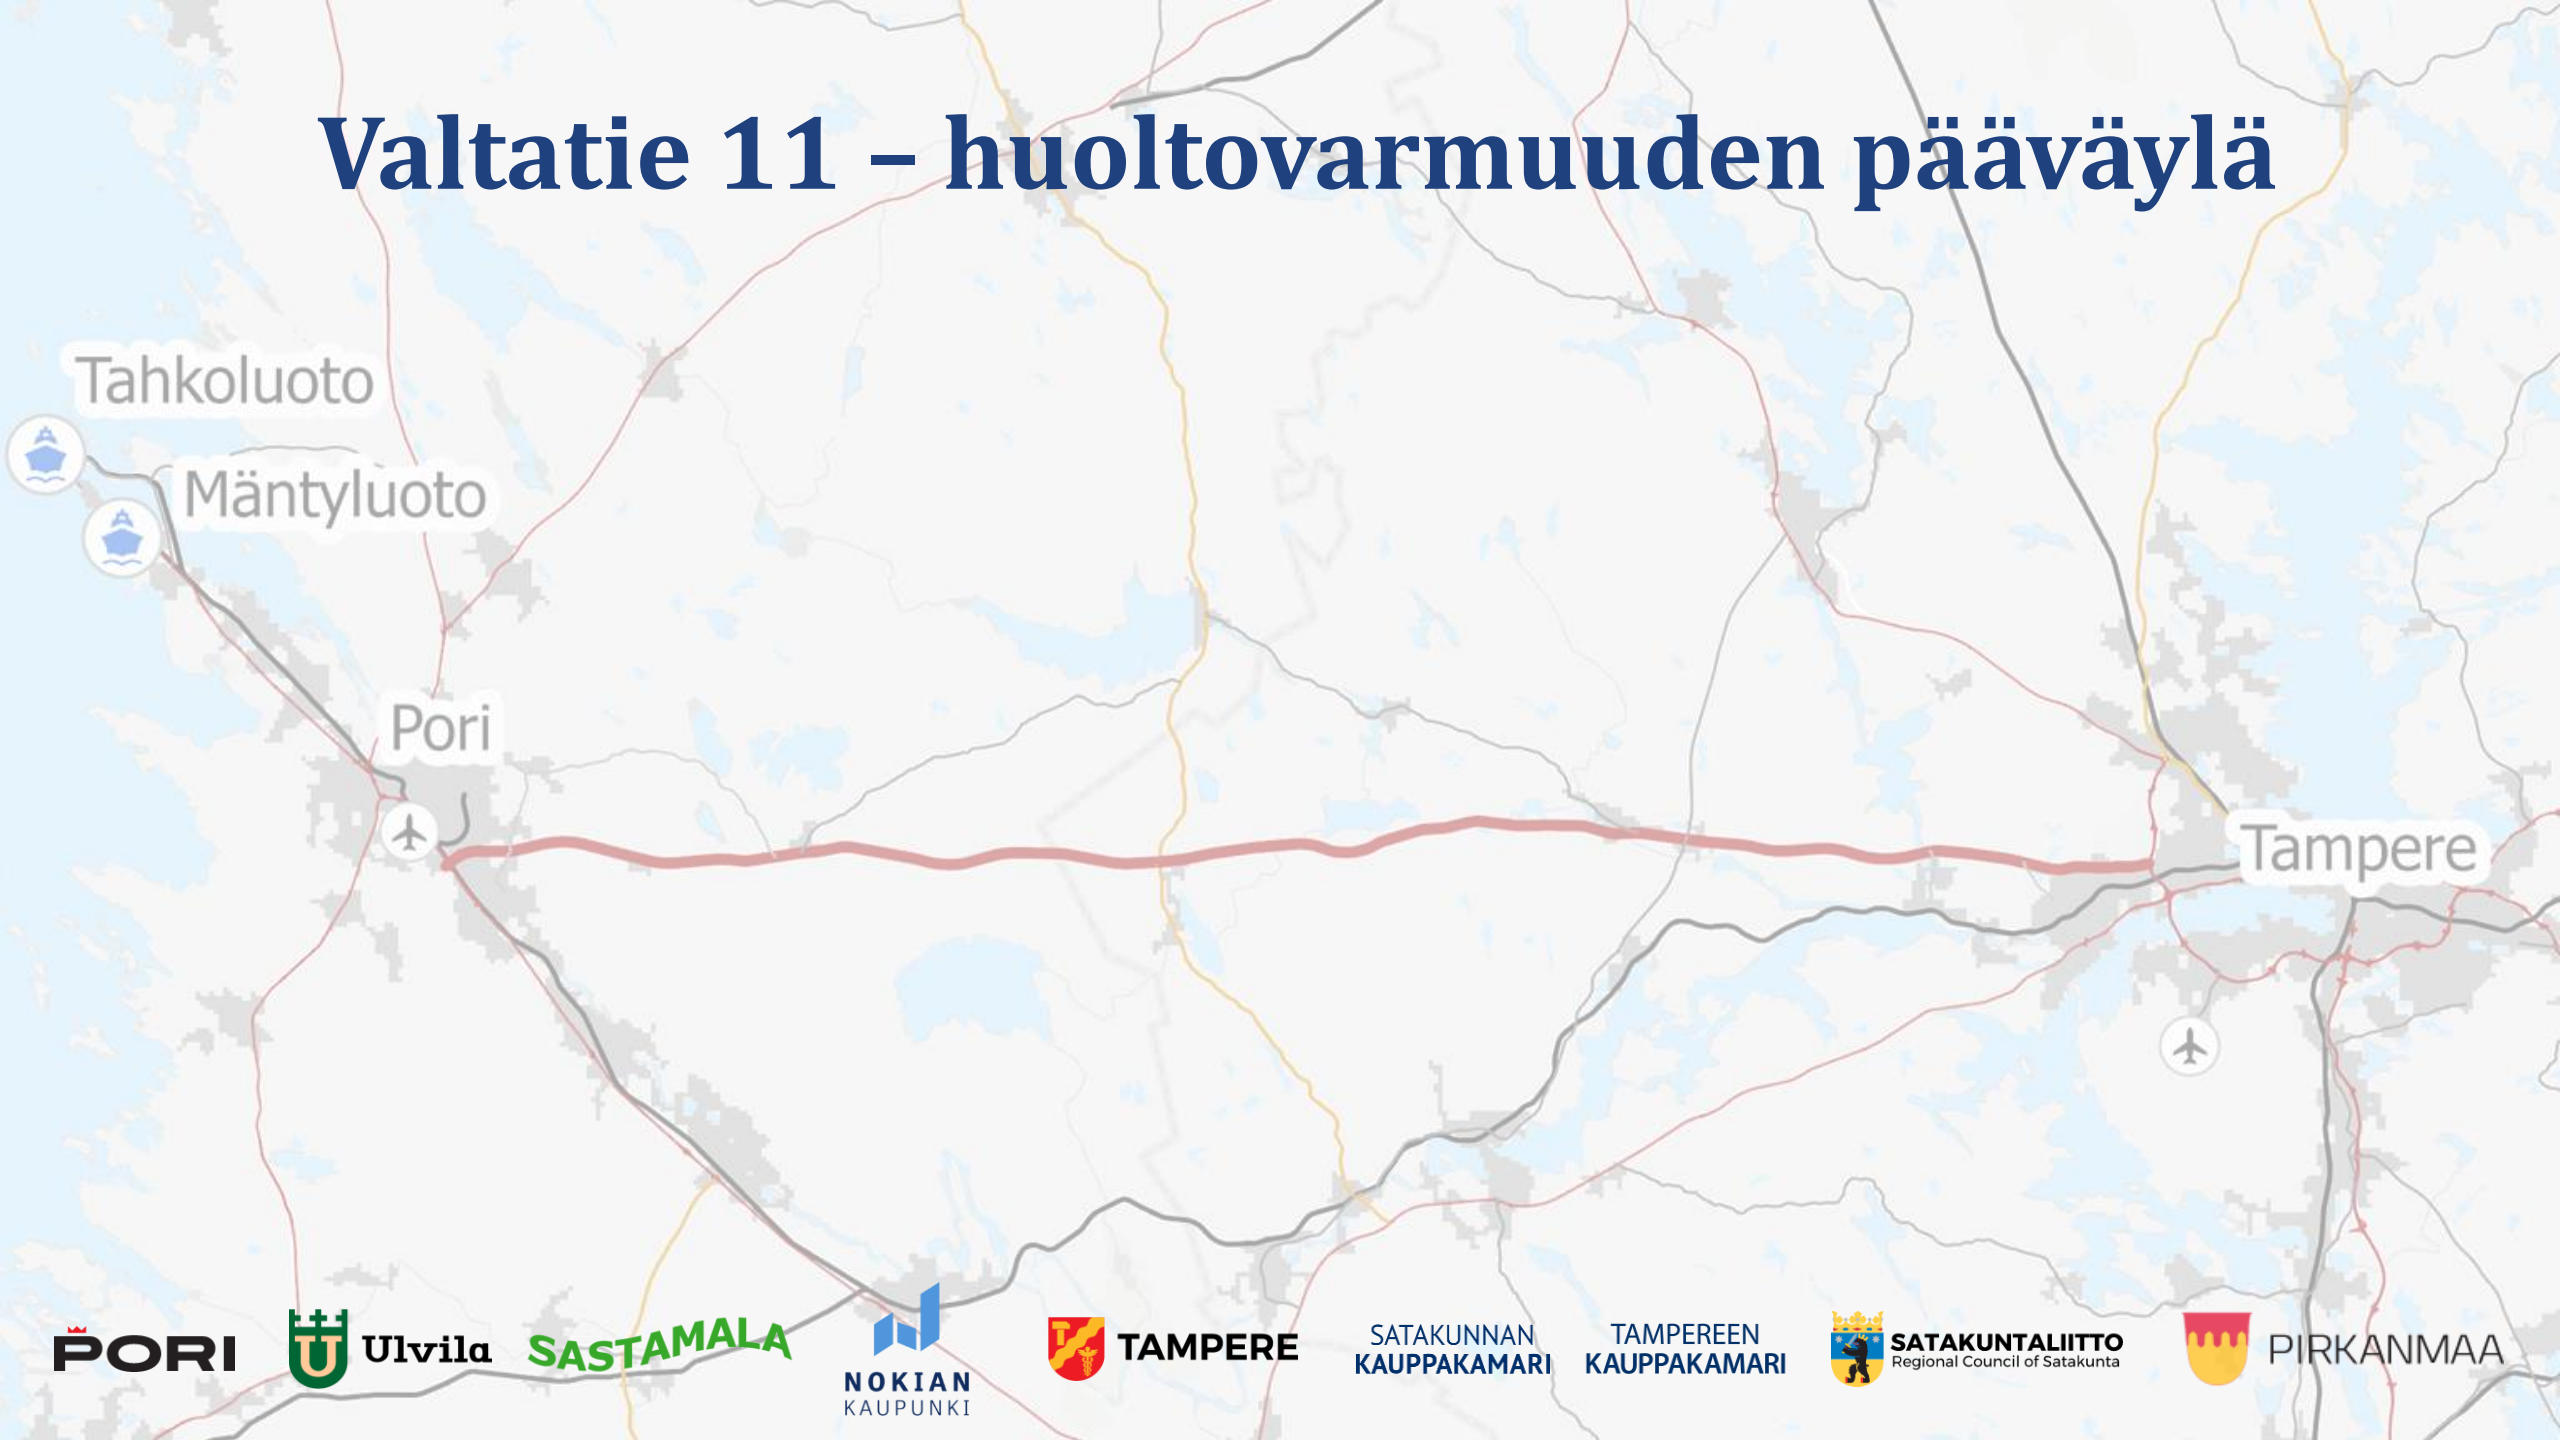 Valtatie 11 – huoltovarmuuden pääväylä
Tahkoluoto
Mäntyluoto
Pori
Tampere
PORI
Ulvila
SASTAMALA
NOKIAN
KAUPUNKI
TAMPERE
SATAKUNNAN
KAUPPAKAMARI
TAMPEREEN
KAUPPAKAMARI
SATAKUNTALIITTO
Regional Council of Satakunta
PIRKANMAA